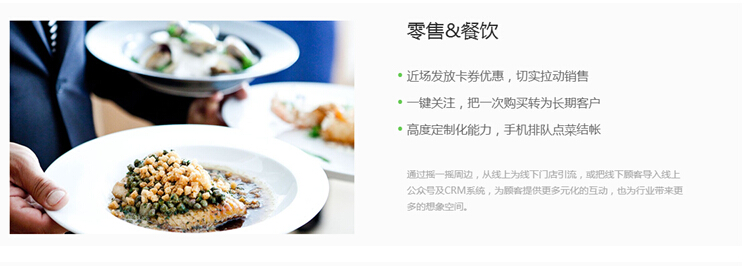 零售&餐饮
近场发放卡券优惠，切实拉动销售
一键关注，把一次购买转为长期客户
高度定制化能力，手机排队点菜结帐
通过摇一摇周边，从线上为线下门店引流，或把线下顾客导入线上
公众号及CRM系统，为顾客提供更多元化的互动，也为行业带来更
多的想象空间。